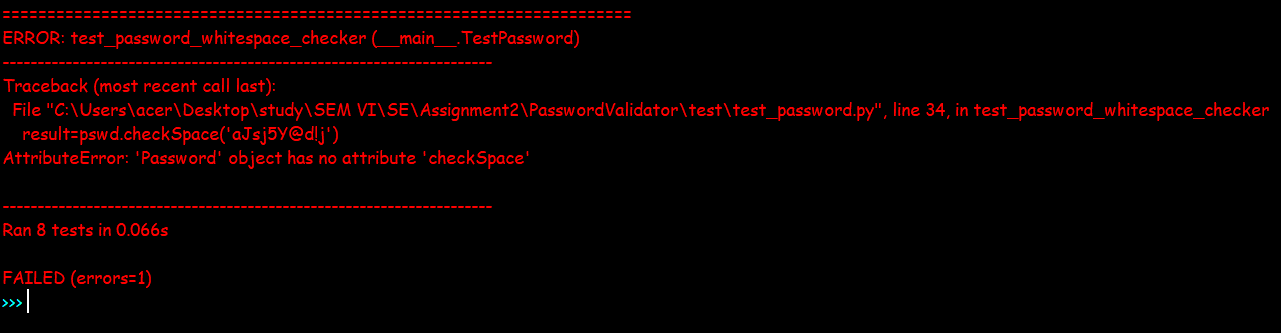 ======================================================================
ERROR: test_password_whitespace_checker (__main__.TestPassword)
----------------------------------------------------------------------
Traceback (most recent call last):
  File "C:\Users\acer\Desktop\study\SEM VI\SE\Assignment2\PasswordValidator\test\test_password.py", line 34, in test_password_whitespace_checker
    result=pswd.checkSpace('aJsj5Y@d!j')
AttributeError: 'Password' object has no attribute 'checkSpace'
----------------------------------------------------------------------
Ran 8 tests in 0.066s
FAILED (errors=1)
>>>